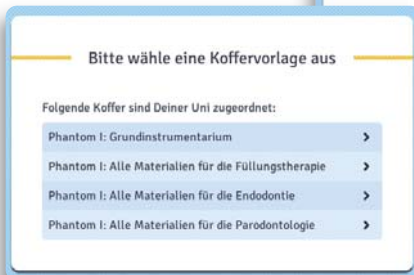 Bitte wähle eine Koffervorlage aus
Folgende Koffer sind Deiner Uni zugeordnet:
Phantom I: Grundinstrumentarium
Phantom I: Alle Materialien für die Füllungstherapie
Phantom I: Alle Materialien für die Endodontie
Phantom I: Alle Materialien für die Parodontologie